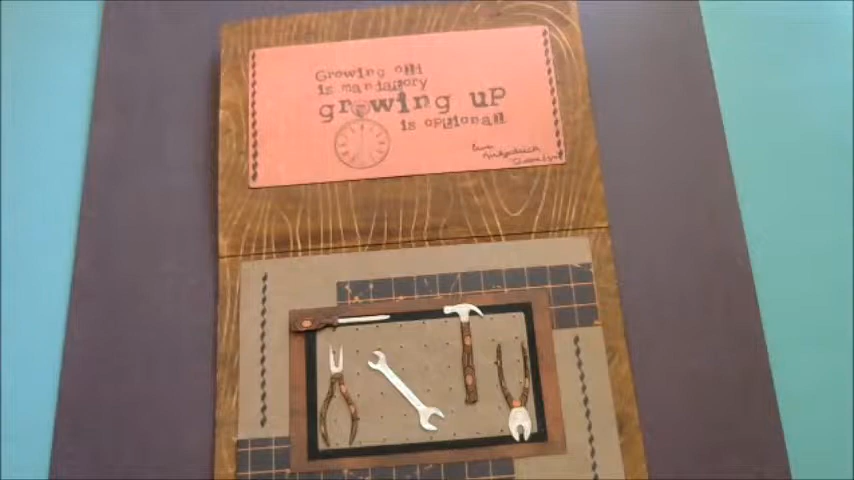 Growing old
is mandatory
growing up
is optional